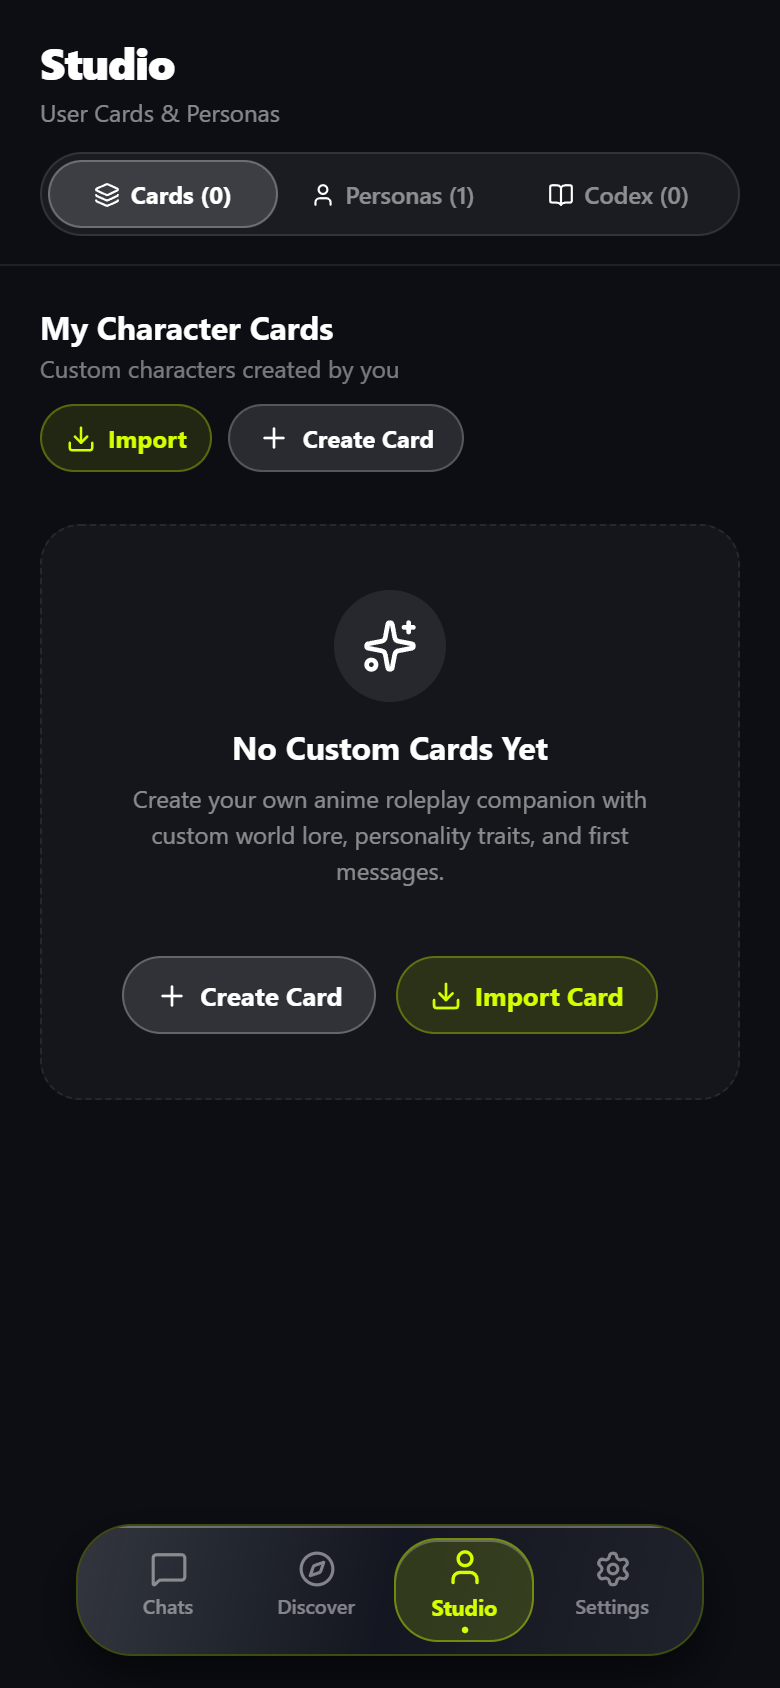 Studio
User Cards & Personas
Cards (0)
Personas (1)
Codex (0)
My Character Cards
Custom characters created by you
Import
Create Card
No Custom Cards Yet
Create your own anime roleplay companion with
custom world lore, personality traits, and first
messages.
Create Card
Import Card
Chats
Discover
Studio
Settings